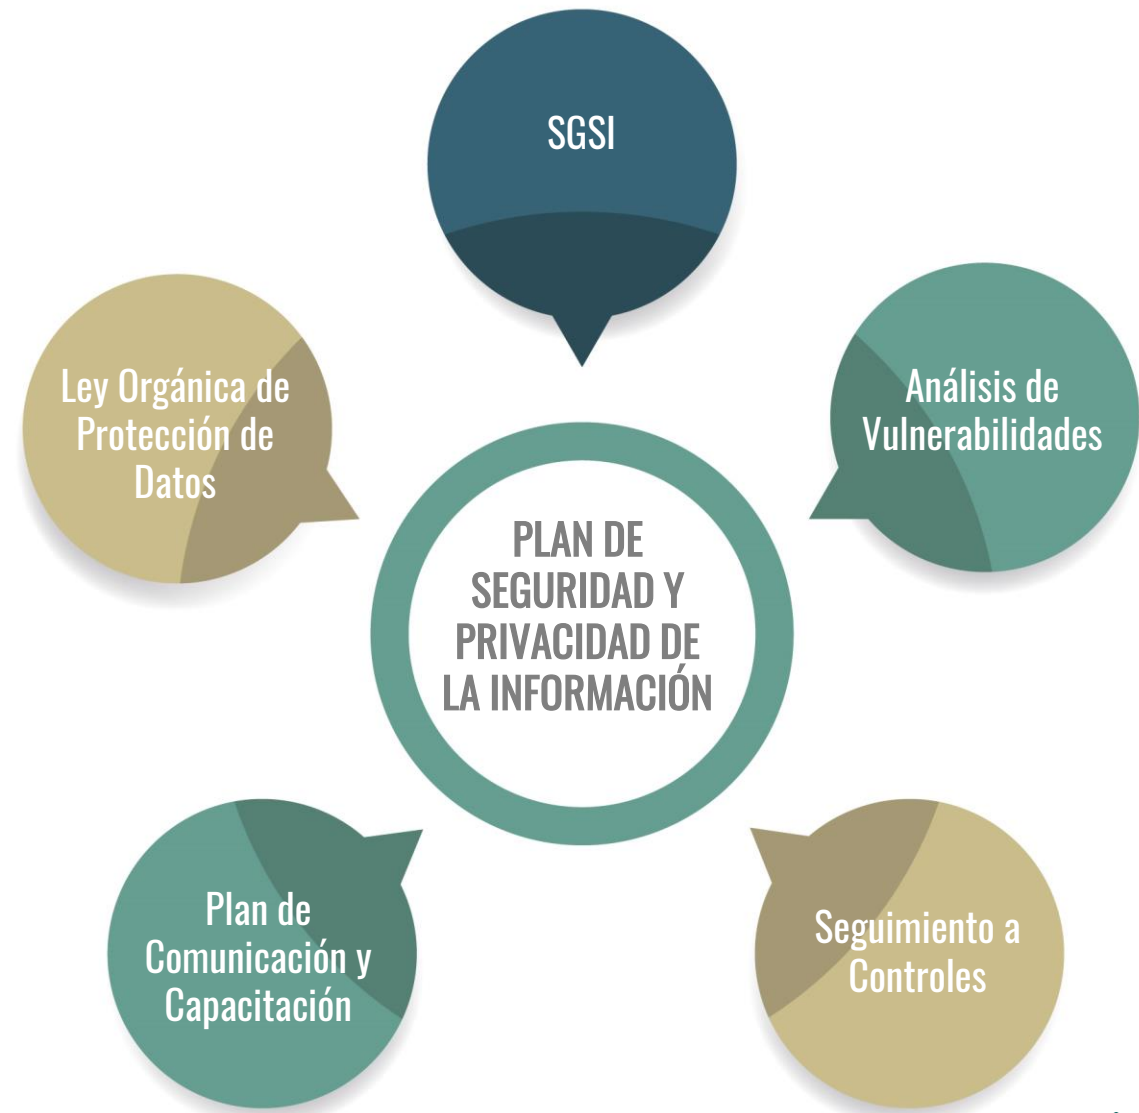 SGSI
Ley Orgánica de
Protección de
Datos
Análisis de
Vulnerabilidades
PLAN DE
SEGURIDAD Y
PRIVACIDAD DE
LA INFORMACIÓN
Plan de
Comunicación y
Capacitación
Seguimiento a
Controles